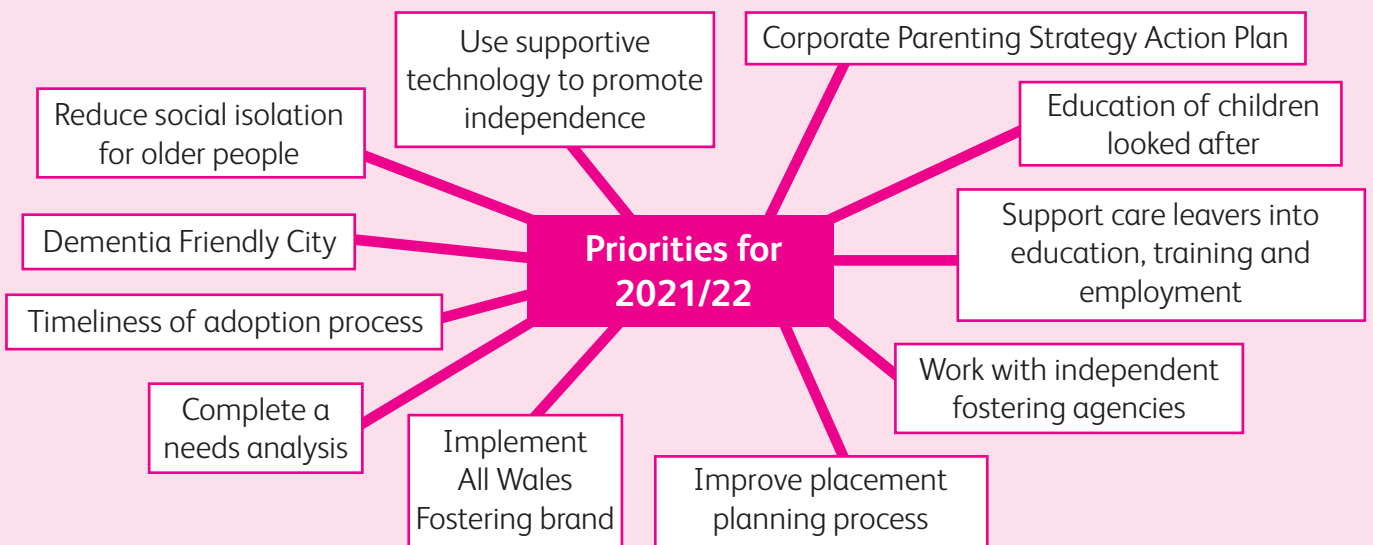 Priorities for
2021/22
Use supportive
technology to promote
independence
Corporate Parenting Strategy Action Plan
Education of children
looked after
Support care leavers into
education, training and
employment
Work with independent
fostering agencies
Improve placement
planning process
Implement
All Wales
Fostering brand
Complete a
needs analysis
Timeliness of adoption process
Dementia Friendly City
Reduce social isolation
for older people